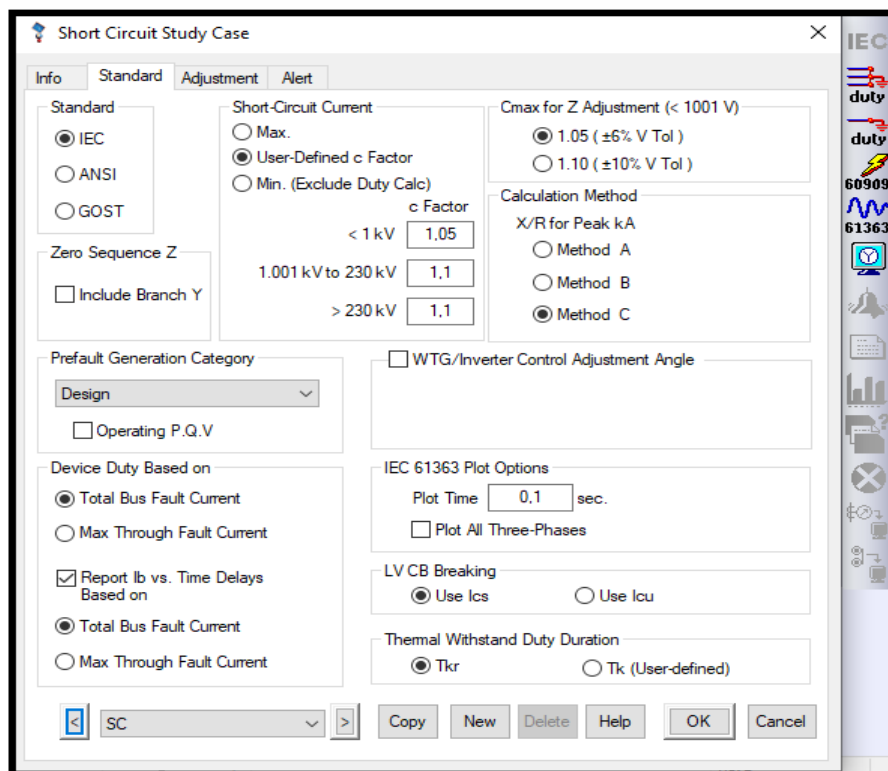 Short Circuit Study Case
Info Standard Adjustment Alert
Standard
IEC
ANSI
GOST
Zero Sequence Z
Include Branch Y
Short-Circuit Current
Max.
User-Defined c Factor
Min. (Exclude Duty Calc)
c Factor
< 1 kV 1,05
1.001 kV to 230 kV 1,1
> 230 kV 1,1
Cmax for Z Adjustment (< 1001 V)
1.05 ( ±6% V Tol )
1.10 ( ±10% V Tol )
Calculation Method
X/R for Peak kA
Method A
Method B
Method C
Prefault Generation Category
Design
Operating P.Q.V
WTG/Inverter Control Adjustment Angle
Device Duty Based on
Total Bus Fault Current
Max Through Fault Current
Report Ib vs. Time Delays
Based on
Total Bus Fault Current
Max Through Fault Current
IEC 61363 Plot Options
Plot Time 0,1 sec.
Plot All Three-Phases
LV CB Breaking
Use Ics Use Icu
Thermal Withstand Duty Duration
Tkr Tk (User-defined)
< SC > Copy New Delete Help OK Cancel
IEC
duty
duty
60909
61363